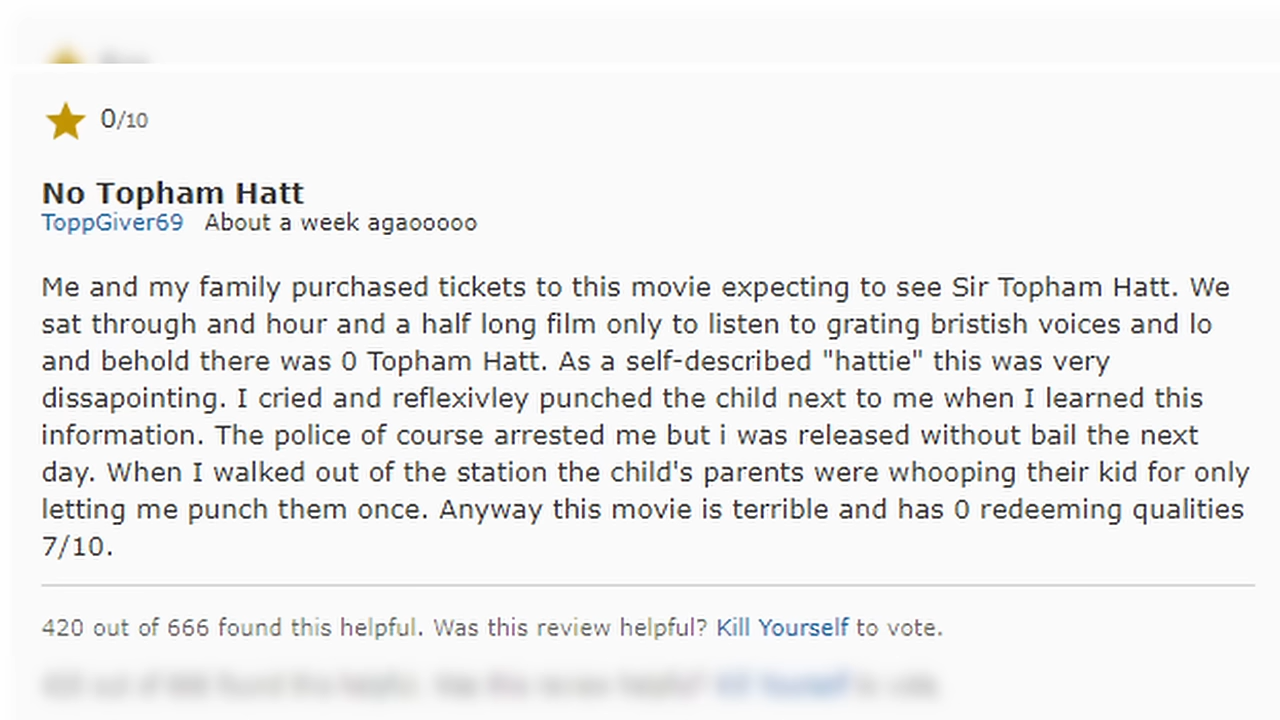 0/10
No Topham Hatt
ToppGiver69 About a week agaooooo
Me and my family purchased tickets to this movie expecting to see Sir Topham Hatt. We
sat through and hour and a half long film only to listen to grating bristish voices and lo
and behold there was 0 Topham Hatt. As a self-described "hattie" this was very
dissapointing. I cried and reflexivley punched the child next to me when I learned this
information. The police of course arrested me but i was released without bail the next
day. When I walked out of the station the child's parents were whooping their kid for only
letting me punch them once. Anyway this movie is terrible and has 0 redeeming qualities
7/10.
420 out of 666 found this helpful. Was this review helpful? Kill Yourself to vote.